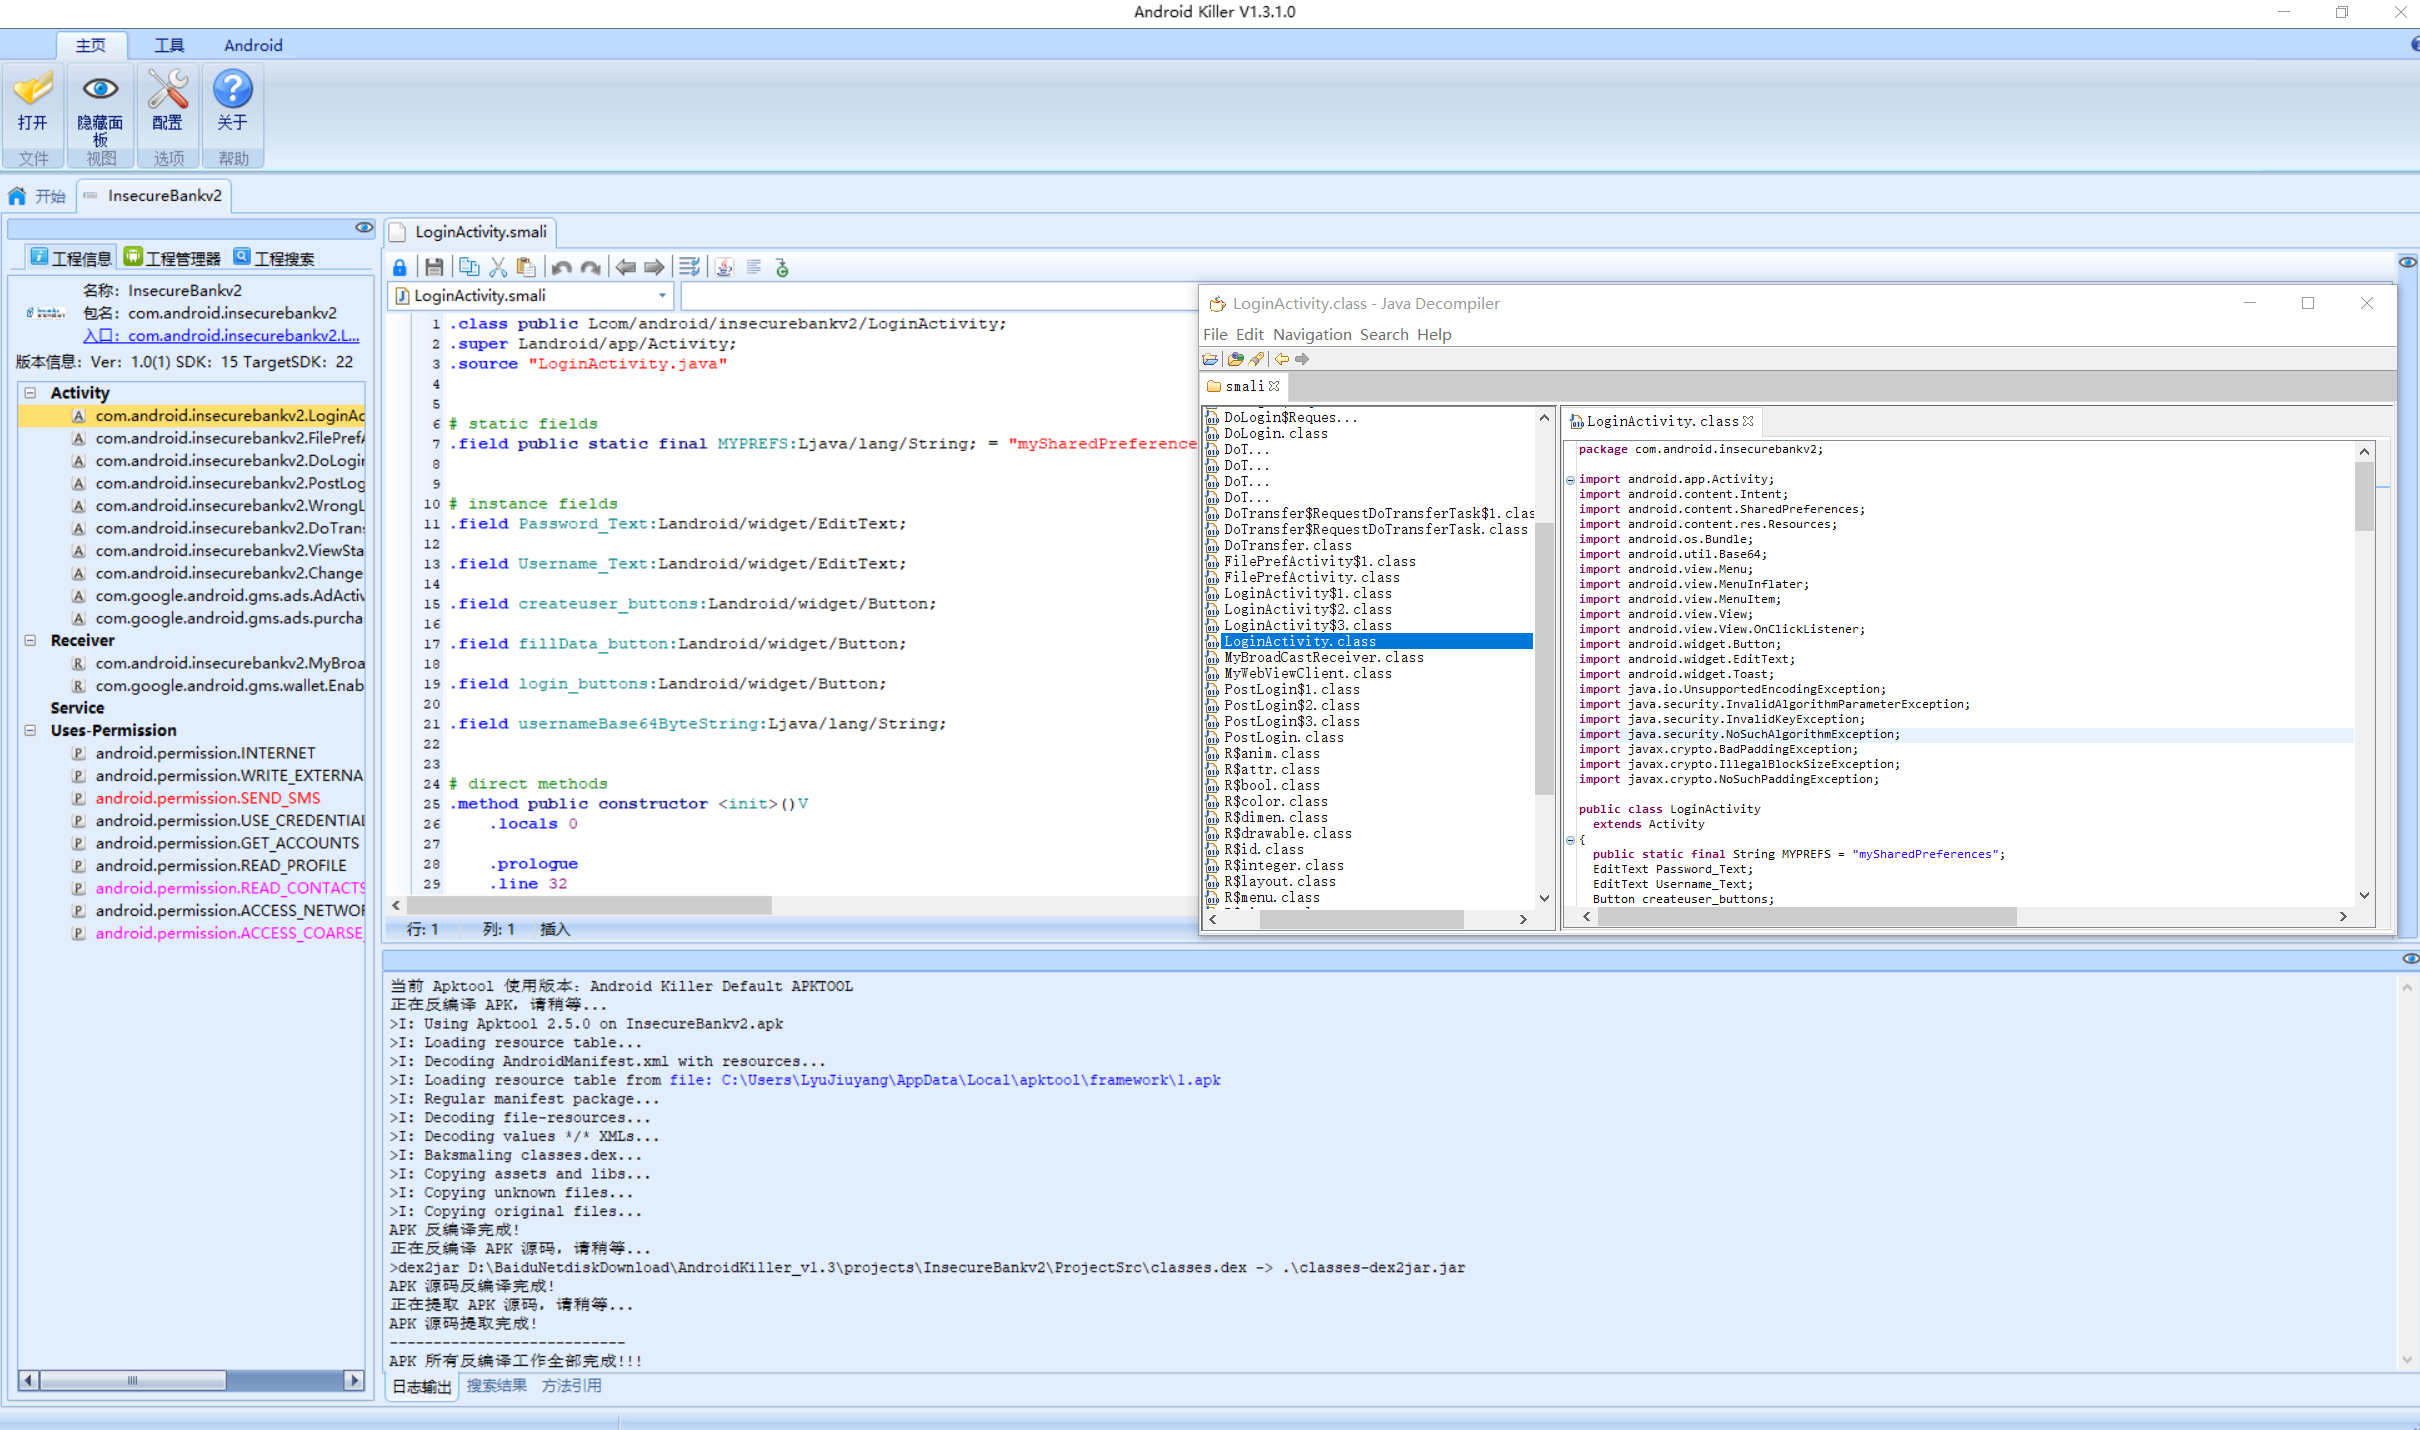 Android Killer V1.3.1.0
主页 工具 Android
打开 隐藏面板 配置 关于
文件 视图 选项 帮助
开始 InsecureBankv2
工程信息 工程管理器 工程搜索
名称: InsecureBankv2
包名: com.android.insecurebankv2
入口: com.android.insecurebankv2.L...
版本信息: Ver: 1.0(1) SDK: 15 TargetSDK: 22
Activity
com.android.insecurebankv2.LoginAc
com.android.insecurebankv2.FilePrefA
com.android.insecurebankv2.DoLogin
com.android.insecurebankv2.PostLog
com.android.insecurebankv2.WrongL
com.android.insecurebankv2.DoTrans
com.android.insecurebankv2.ViewSta
com.android.insecurebankv2.Change
com.google.android.gms.ads.AdActiv
com.google.android.gms.ads.purcha
Receiver
com.android.insecurebankv2.MyBroa
com.google.android.gms.wallet.Enab
Service
Uses-Permission
android.permission.INTERNET
android.permission.WRITE_EXTERNA
android.permission.SEND_SMS
android.permission.USE_CREDENTIAL
android.permission.GET_ACCOUNTS
android.permission.READ_PROFILE
android.permission.READ_CONTACTS
android.permission.ACCESS_NETWOR
android.permission.ACCESS_COARSE_
LoginActivity.smali
LoginActivity.smali
1 .class public Lcom/android/insecurebankv2/LoginActivity;
2 .super Landroid/app/Activity;
3 .source "LoginActivity.java"
4
5
6 # static fields
7 .field public static final MYPREFS:Ljava/lang/String; = "mySharedPreference
8
9
10 # instance fields
11 .field Password_Text:Landroid/widget/EditText;
12
13 .field Username_Text:Landroid/widget/EditText;
14
15 .field createuser_buttons:Landroid/widget/Button;
16
17 .field fillData_button:Landroid/widget/Button;
18
19 .field login_buttons:Landroid/widget/Button;
20
21 .field usernameBase64ByteString:Ljava/lang/String;
22
23
24 # direct methods
25 .method public constructor <init>()V
26 .locals 0
27
28 .prologue
29 .line 32
行: 1 列: 1 插入
LoginActivity.class - Java Decompiler
File Edit Navigation Search Help
smali
DoLogin$Reques...
DoLogin.class
DoT...
DoT...
DoT...
DoT...
DoTransfer$RequestDoTransferTask$1.clas
DoTransfer$RequestDoTransferTask.class
DoTransfer.class
FilePrefActivity$1.class
FilePrefActivity.class
LoginActivity$1.class
LoginActivity$2.class
LoginActivity$3.class
LoginActivity.class
MyBroadCastReceiver.class
MyWebViewClient.class
PostLogin$1.class
PostLogin$2.class
PostLogin$3.class
PostLogin.class
R$anim.class
R$attr.class
R$bool.class
R$color.class
R$dimen.class
R$drawable.class
R$id.class
R$integer.class
R$layout.class
R$menu.class
LoginActivity.class
package com.android.insecurebankv2;
import android.app.Activity;
import android.content.Intent;
import android.content.SharedPreferences;
import android.content.res.Resources;
import android.os.Bundle;
import android.util.Base64;
import android.view.Menu;
import android.view.MenuInflater;
import android.view.MenuItem;
import android.view.View;
import android.view.View.OnClickListener;
import android.widget.Button;
import android.widget.EditText;
import android.widget.Toast;
import java.io.UnsupportedEncodingException;
import java.security.InvalidAlgorithmParameterException;
import java.security.InvalidKeyException;
import java.security.NoSuchAlgorithmException;
import javax.crypto.BadPaddingException;
import javax.crypto.IllegalBlockSizeException;
import javax.crypto.NoSuchPaddingException;
public class LoginActivity
extends Activity
{
public static final String MYPREFS = "mySharedPreferences";
EditText Password_Text;
EditText Username_Text;
Button createuser_buttons;
当前 Apktool 使用版本: Android Killer Default APKTOOL
正在反编译 APK, 请稍等...
>I: Using Apktool 2.5.0 on InsecureBankv2.apk
>I: Loading resource table...
>I: Decoding AndroidManifest.xml with resources...
>I: Loading resource table from file: C:\Users\LyuJiuyang\AppData\Local\apktool\framework\1.apk
>I: Regular manifest package...
>I: Decoding file-resources...
>I: Decoding values */* XMLs...
>I: Baksmaling classes.dex...
>I: Copying assets and libs...
>I: Copying unknown files...
>I: Copying original files...
APK 反编译完成!
正在反编译 APK 源码, 请稍等...
>dex2jar D:\BaiduNetdiskDownload\AndroidKiller_v1.3\projects\InsecureBankv2\ProjectSrc\classes.dex -> .\classes-dex2jar.jar
APK 源码反编译完成!
正在提取 APK 源码, 请稍等...
APK 源码提取完成!
---------------------------
APK 所有反编译工作全部完成!!!
日志输出 搜索结果 方法引用